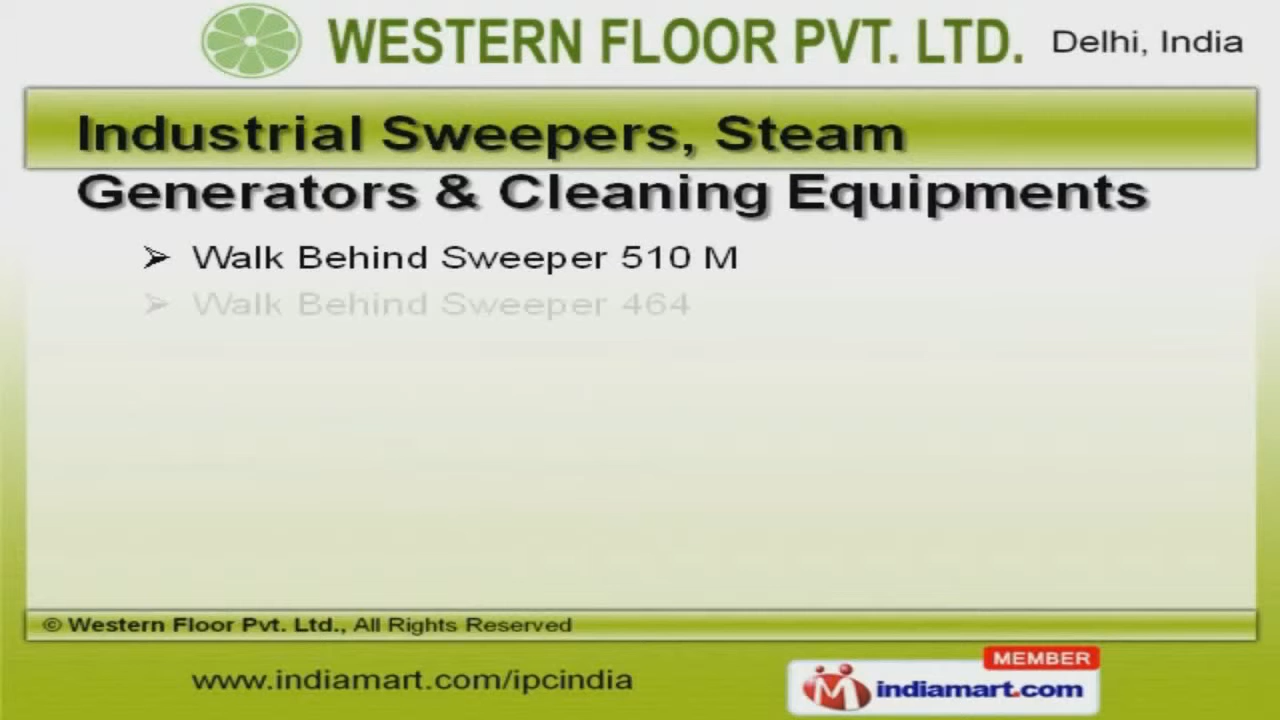 WESTERN FLOOR PVT. LTD. Delhi, India
Industrial Sweepers, Steam
Generators & Cleaning Equipments
➢ Walk Behind Sweeper 510 M
➢ Walk Behind Sweeper 464
© Western Floor Pvt. Ltd., All Rights Reserved
MEMBER
www.indiamart.com/ipcindia indiamart.com